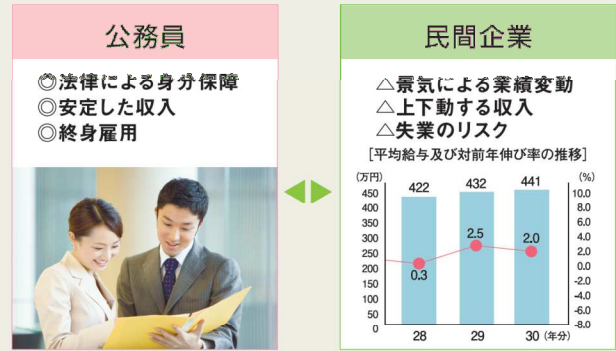 公務員
◎法律による身分保障
◎安定した収入
◎終身雇用
民間企業
△景気による業績変動
△上下動する収入
△失業のリスク
[平均給与及び対前年伸び率の推移]
(万円)
(%)
450
400
350
300
250
200
150
100
50
0
422
432
441
0.3
2.5
2.0
10.0
8.0
6.0
4.0
2.0
0.0
-2.0
-4.0
-6.0
-8.0
28
29
30 (年分)